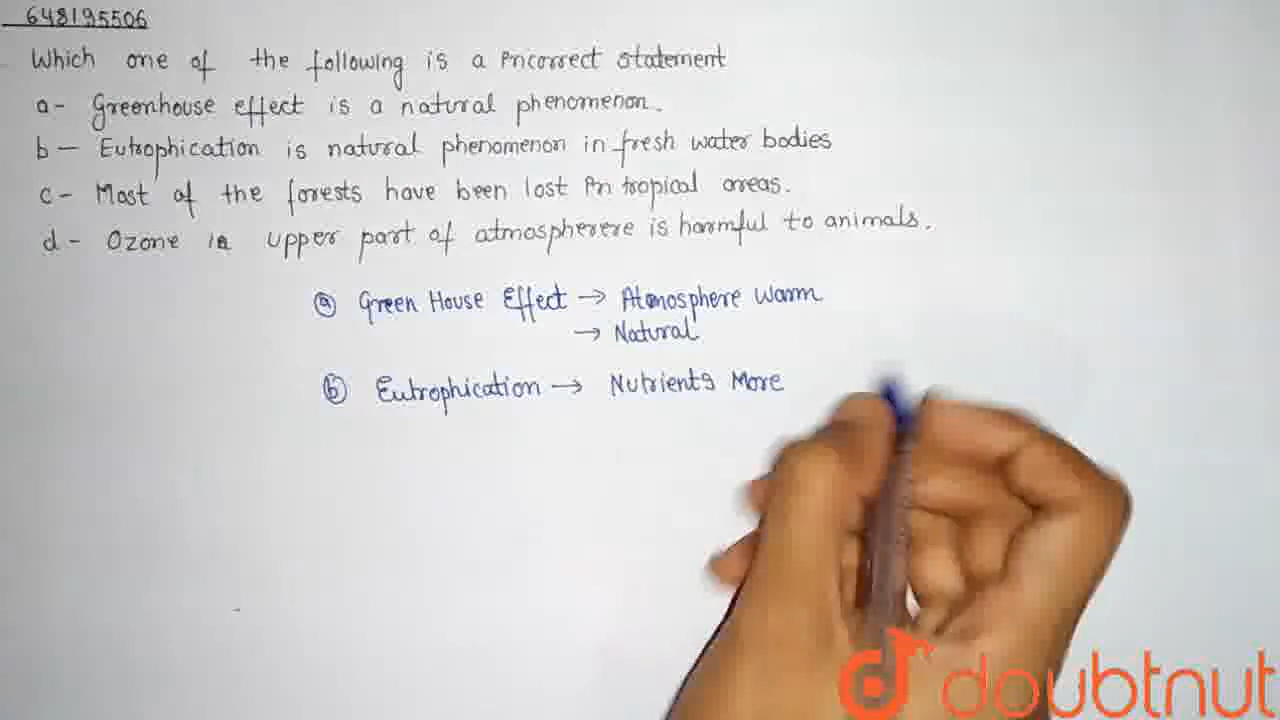 648195506
Which one of the following is a incorrect statement
a- Greenhouse effect is a natural phenomenon.
b- Eutrophication is natural phenomenon in fresh water bodies
c- Most of the forests have been lost in tropical areas.
d- Ozone in upper part of atmospherere is harmful to animals.
ⓐ Green House Effect → Atmosphere Warm
→ Natural
ⓑ Eutrophication → Nutrients More
doubtnut